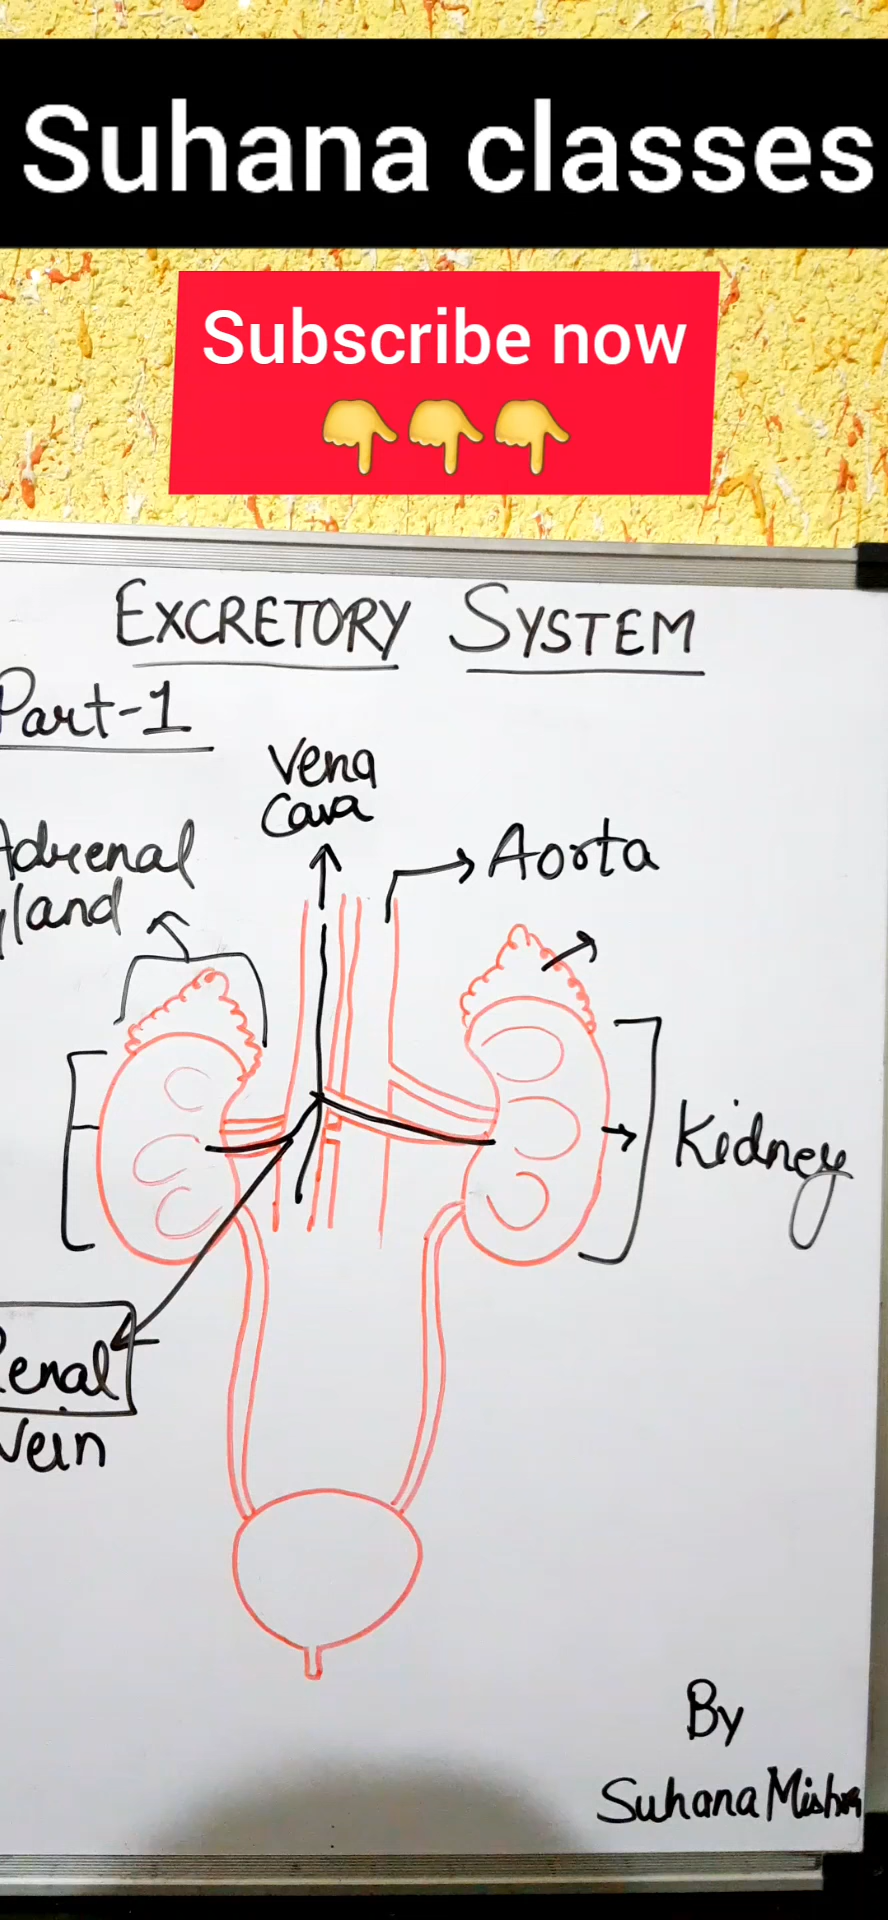 Suhana classes
Subscribe now
👇👇👇
EXCRETORY SYSTEM
Part-1
Vena
Cava
Adrenal
gland
Aorta
Kidney
Renal
Vein
By
Suhana Mishra